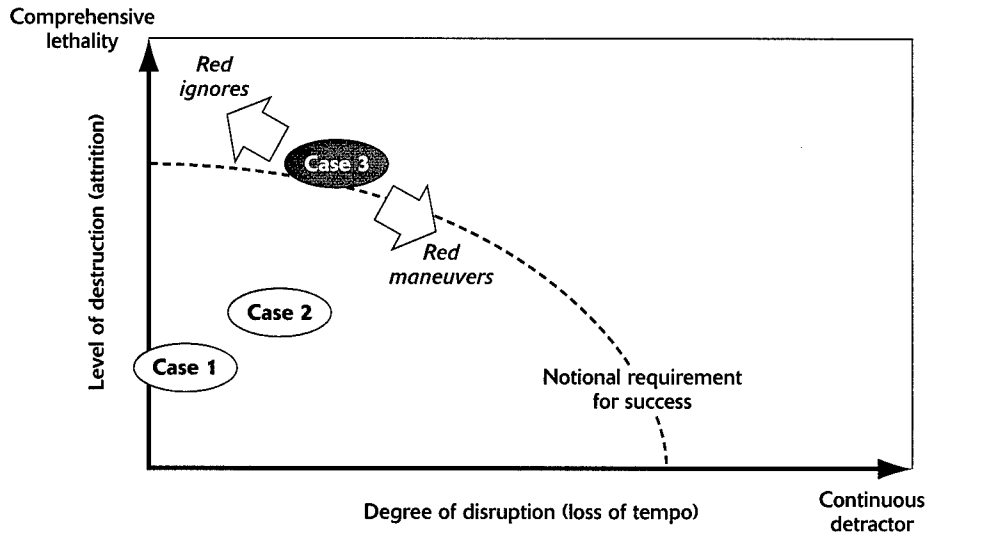 Comprehensive
lethality
Red
ignores
Case 3
Red
maneuvers
Level of destruction (attrition)
Case 2
Case 1
Notional requirement
for success
Degree of disruption (loss of tempo)
Continuous
detractor